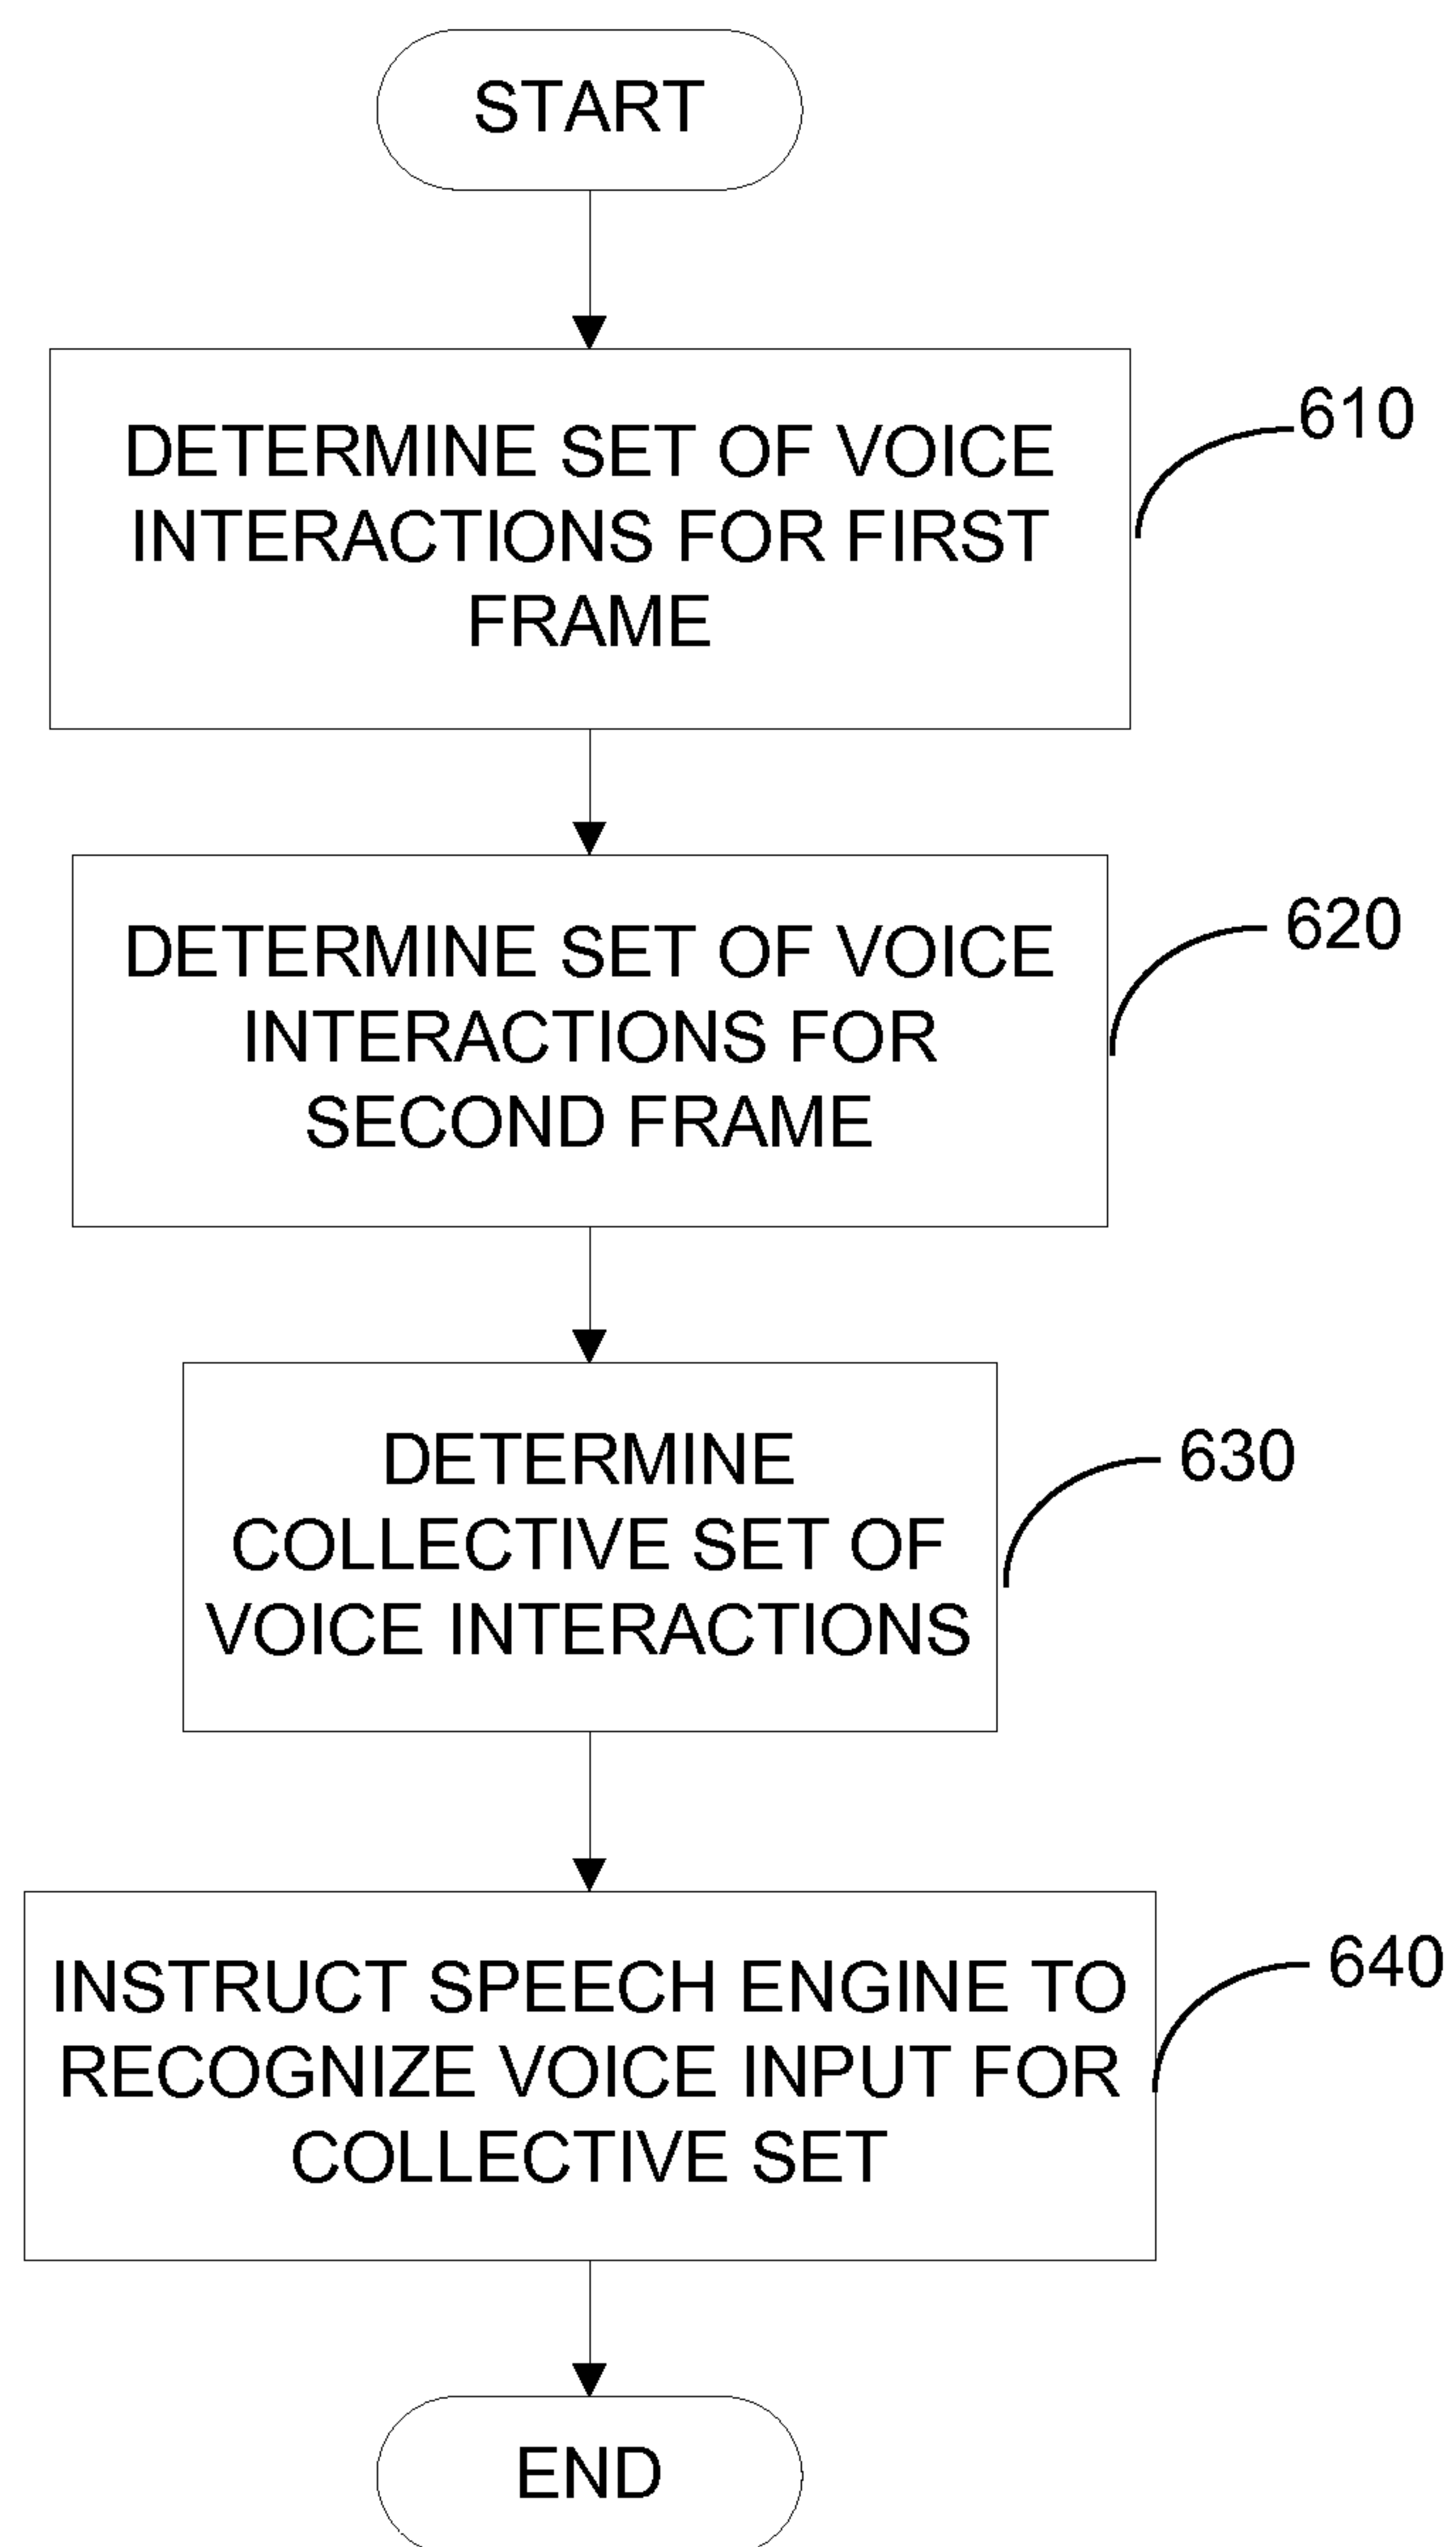 START
DETERMINE SET OF VOICE
INTERACTIONS FOR FIRST
FRAME
610
DETERMINE SET OF VOICE
INTERACTIONS FOR
SECOND FRAME
620
DETERMINE
COLLECTIVE SET OF
VOICE INTERACTIONS
630
INSTRUCT SPEECH ENGINE TO
RECOGNIZE VOICE INPUT FOR
COLLECTIVE SET
640
END